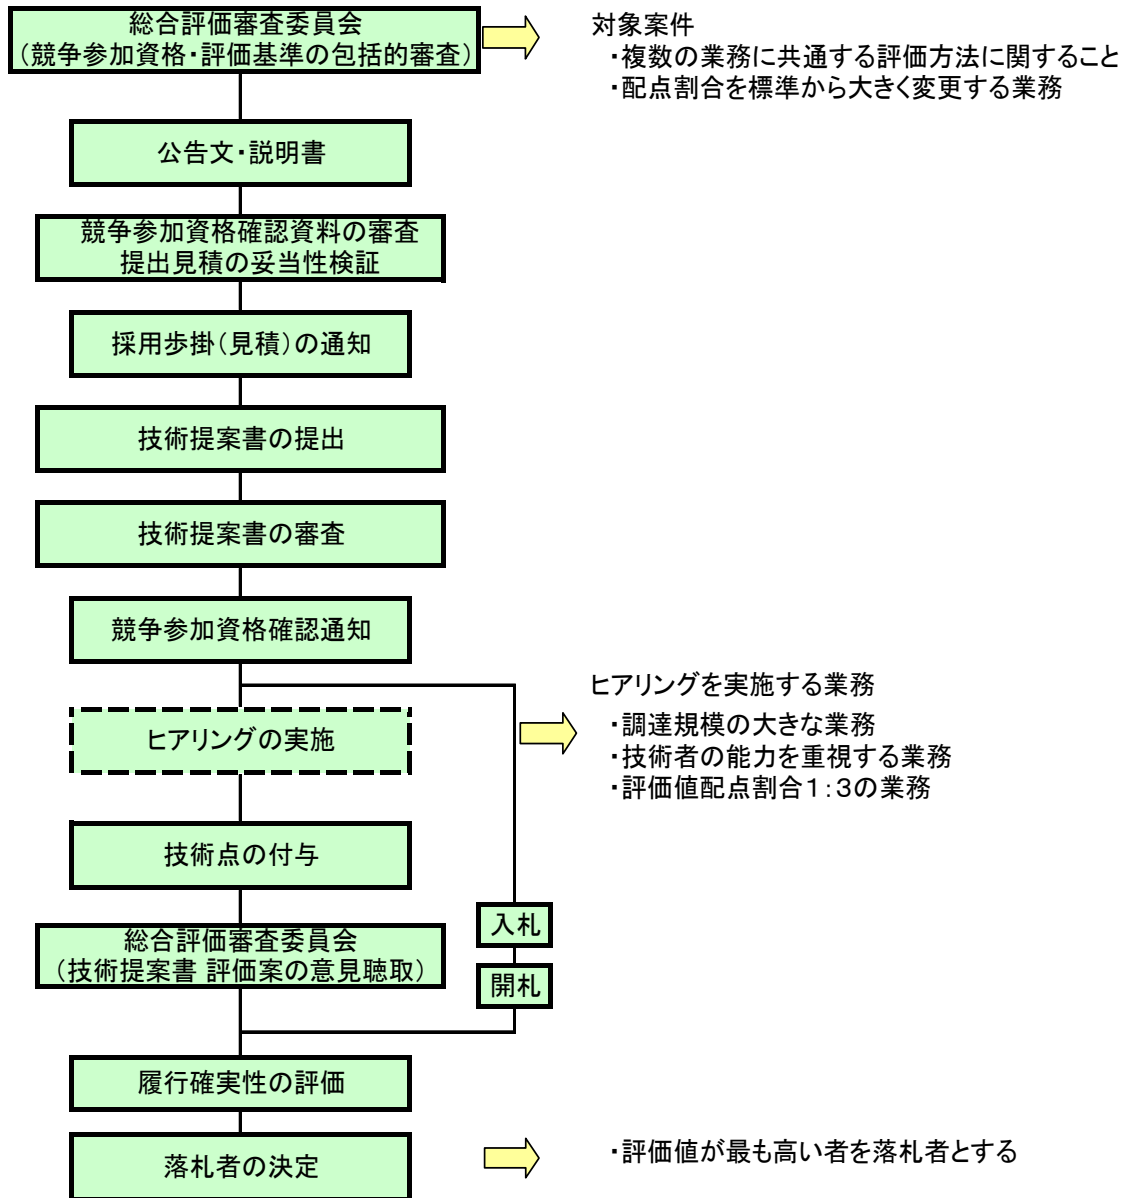 総合評価審査委員会
（競争参加資格・評価基準の包括的審査）
対象案件
・複数の業務に共通する評価方法に関すること
・配点割合を標準から大きく変更する業務
公告文・説明書
競争参加資格確認資料の審査
提出見積の妥当性検証
採用歩掛（見積）の通知
技術提案書の提出
技術提案書の審査
競争参加資格確認通知
ヒアリングを実施する業務
・調達規模の大きな業務
・技術者の能力を重視する業務
・評価値配点割合１：３の業務
ヒアリングの実施
技術点の付与
総合評価審査委員会
（技術提案書 評価案の意見聴取）
入札
開札
履行確実性の評価
落札者の決定
・評価値が最も高い者を落札者とする